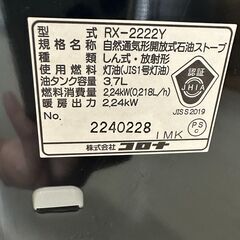 型式 RX-2222Y
規格名称 自然通気形開放式石油ストーブ
種類 しん式・放射形
使用燃料 灯油(JIS1号灯油)
油タンク容量 3.7L
燃料消費量 2.24kW(0.218L/h)
暖房出力 2.24kW
認証
JHIA
JIS S 2019
No. 2240228
IMK
PSC
株式会社 コロナ